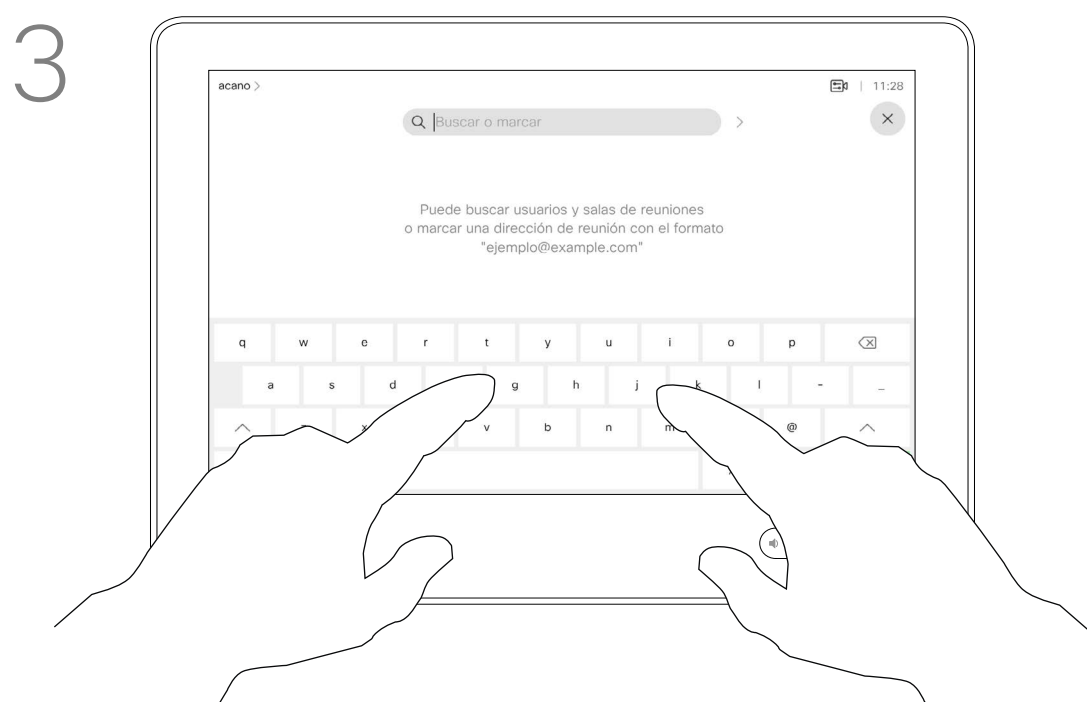 3
acano >
11:28
Buscar o marcar
Puede buscar usuarios y salas de reuniones
o marcar una dirección de reunión con el formato
"ejemplo@example.com"
q w e r t y u i o p
a s d g h j k l - _
x v b n m @